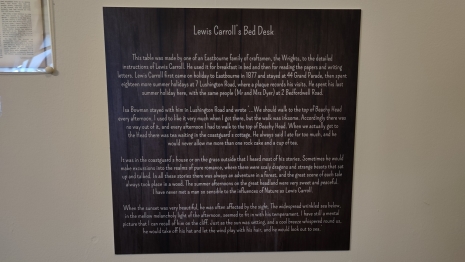 Lewis Carroll's Bed Desk
This table was made by one of an Eastbourne family of craftsmen, the Wrights, to the detailed
instructions of Lewis Carroll. He used it for breakfast in bed and then for reading the papers and writing
letters. Lewis Carroll first came on holiday to Eastbourne in 1877 and stayed at 44 Grand Parade, then spent
eighteen more summer holidays at 7 Lushington Road, where a plaque records his visits. He spent his last
summer holiday here, with the same people (Mr and Mrs Dyer) at 2 Bedfordwell Road.
Isa Bowman stayed with him in Lushington Road and wrote '...We should walk to the top of Beachy Head
every afternoon. I used to like it very much when I got there, but the walk was irksome. Accordingly there was
no way out of it, and every afternoon I had to walk to the top of Beachy Head. When we actually got to
the Head there was tea waiting in the coastguard's cottage. He always said I ate far too much, and he
would never allow me more than one rock cake and a cup of tea.
It was in the coastguard's house or on the grass outside that I heard most of his stories. Sometimes he would
make excursions into the realms of pure romance, where there were scaly dragons and strange beasts that sat
up and talked. In all these stories there was always an adventure in a forest, and the great scene of each tale
always took place in a wood. The summer afternoons on the great headland were very sweet and peaceful.
I have never met a man so sensible to the influences of Nature as Lewis Carroll.
When the sunset was very beautiful, he was often affected by the sight. The widespread wrinkled sea below,
in the mellow melancholy light of the afternoon, seemed to fit in with his temperament. I have still a mental
picture that I can recall of him on the cliff. Just as the sun was setting, and a cool breeze whispered round us,
he would take off his hat and let the wind play with his hair, and he would look out to sea.